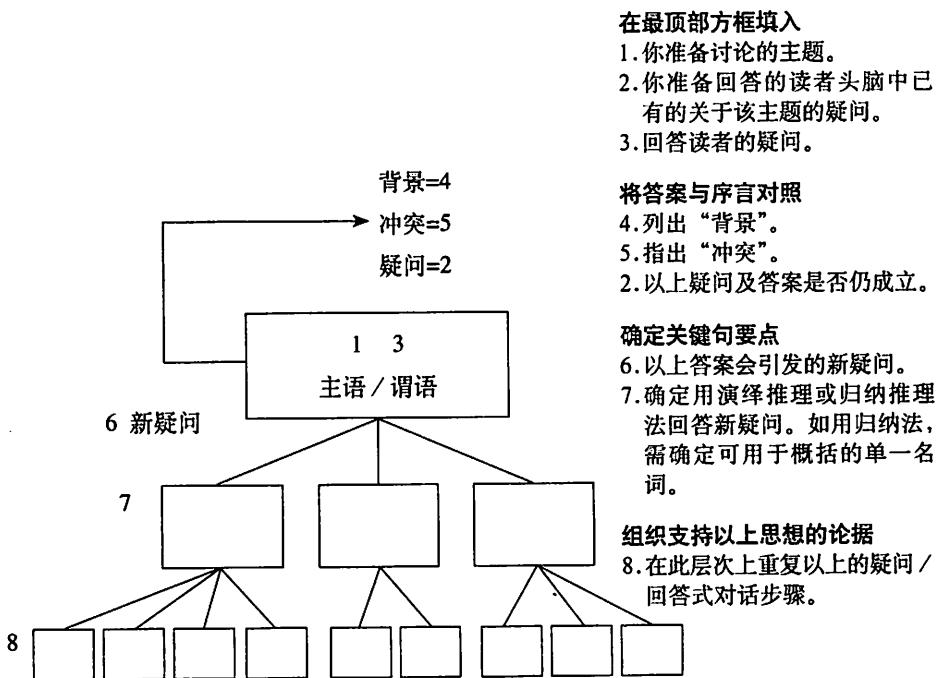 背景=4
冲突=5
疑问=2
1 3
主语/谓语
6 新疑问
7
8
在最顶部方框填入
1.你准备讨论的主题。
2.你准备回答的读者头脑中已
有的关于该主题的疑问。
3.回答读者的疑问。
将答案与序言对照
4.列出“背景”。
5.指出“冲突”。
2.以上疑问及答案是否仍成立。
确定关键句要点
6.以上答案会引发的新疑问。
7.确定用演绎推理或归纳推理
法回答新疑问。如用归纳法，
需确定可用于概括的单一名
词。
组织支持以上思想的论据
8.在此层次上重复以上的疑问/
回答式对话步骤。